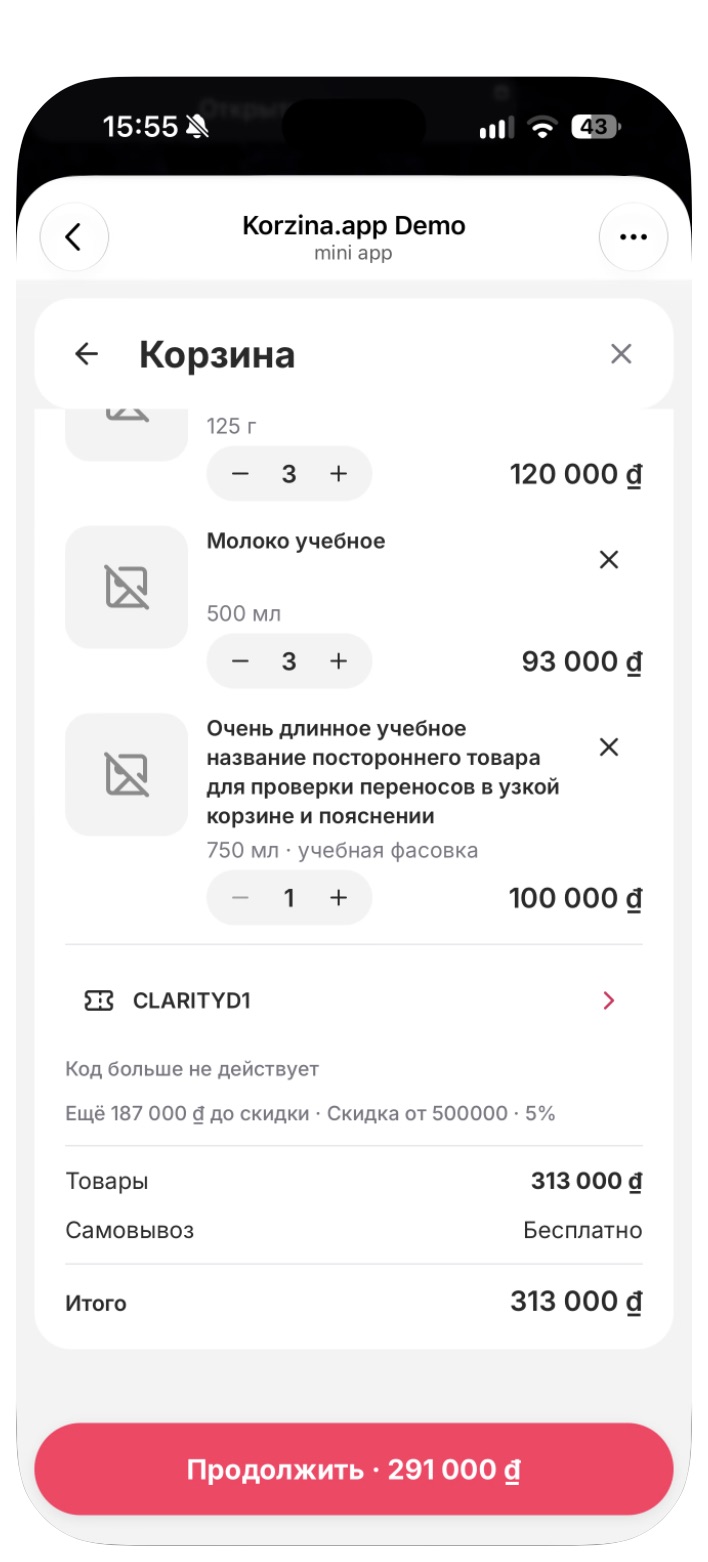 15:55
43
Korzina.app Demo
mini app
Корзина
125 г
3
120 000 ₫
Молоко учебное
500 мл
3
93 000 ₫
Очень длинное учебное
название постороннего товара
для проверки переносов в узкой
корзине и пояснении
750 мл · учебная фасовка
1
100 000 ₫
CLARITYD1
Код больше не действует
Ещё 187 000 ₫ до скидки · Скидка от 500000 · 5%
Товары 313 000 ₫
Самовывоз Бесплатно
Итого 313 000 ₫
Продолжить · 291 000 ₫